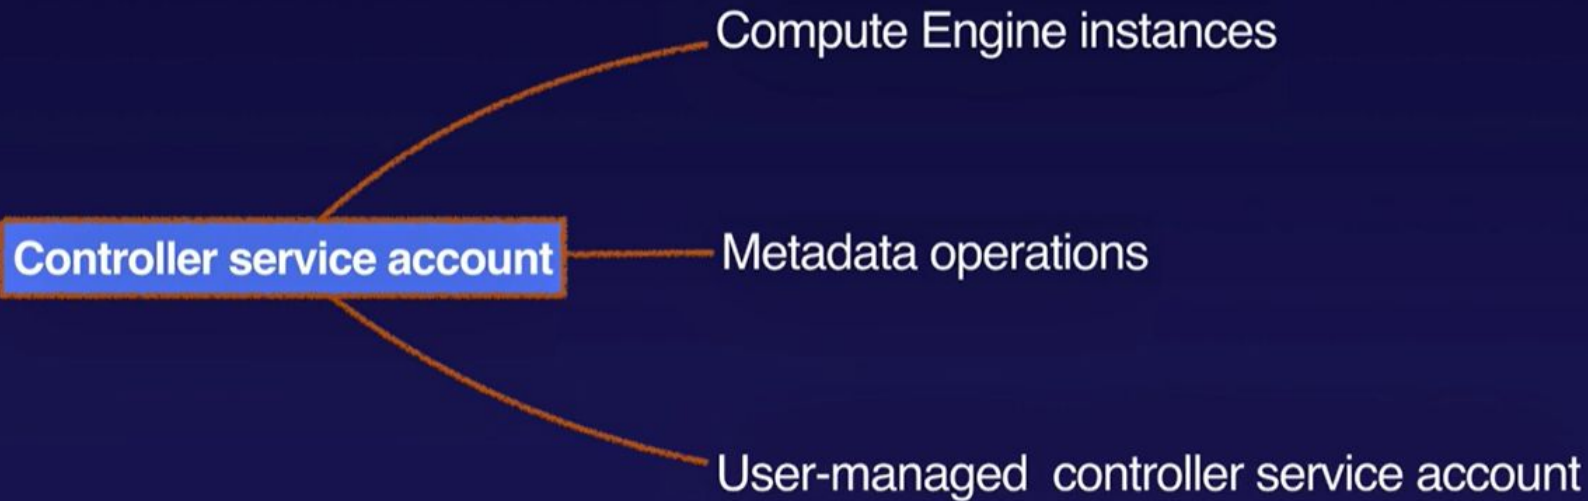 Compute Engine instances
Controller service account
Metadata operations
User-managed controller service account